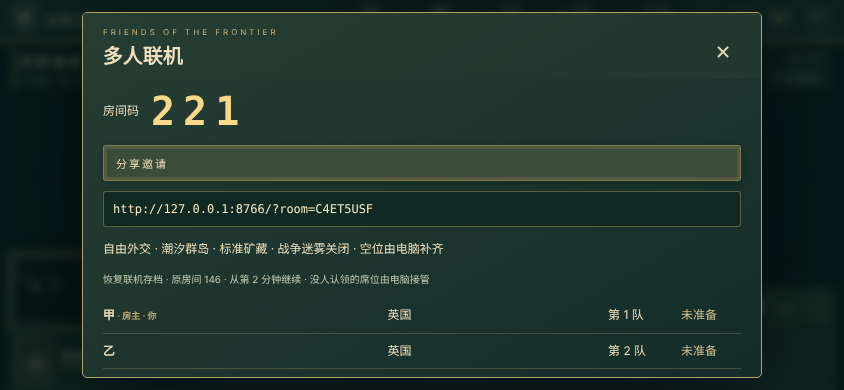 FRIENDS OF THE FRONTIER
多人联机
×
房间码 221
分享邀请
http://127.0.0.1:8766/?room=C4ET5USF
自由外交 · 潮汐群岛 · 标准矿藏 · 战争迷雾关闭 · 空位由电脑补齐
恢复联机存档 · 原房间 146 · 从第 2 分钟继续 · 没人认领的席位由电脑接管
甲 · 房主 · 你 英国 第 1 队 未准备
乙 英国 第 2 队 未准备